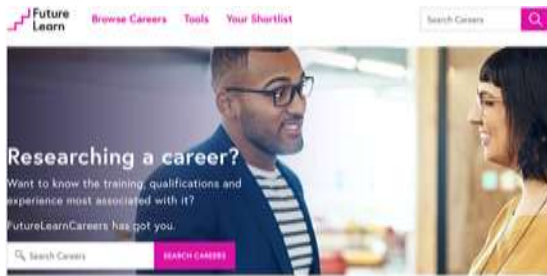 Future
Learn
Browse Careers Tools Your Shortlist
Search Careers
Researching a career?
Want to know the training, qualifications and
experience most associated with it?
FutureLearnCareers has got you.
Search Careers
SEARCH CAREERS